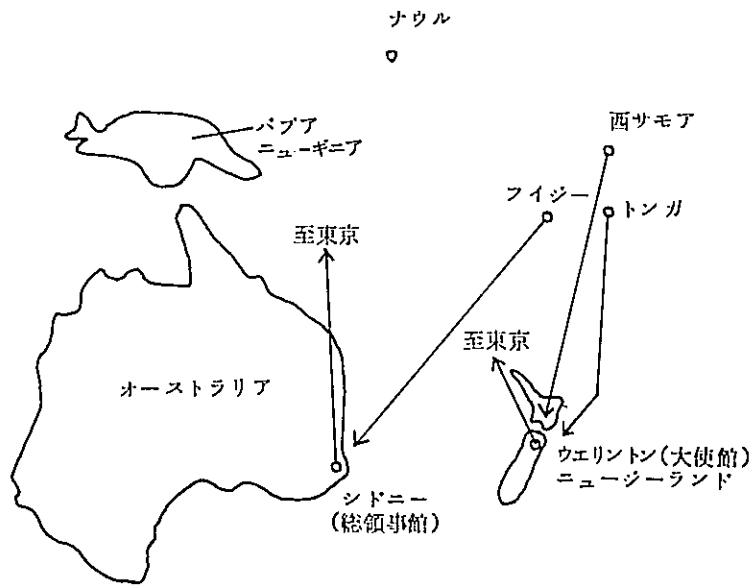 ナウル
パプア
ニューギニア
西サモア
フイジー
トンガ
至東京
至東京
オーストラリア
ウエリントン(大使館)
ニュージーランド
シドニー
(総領事館)